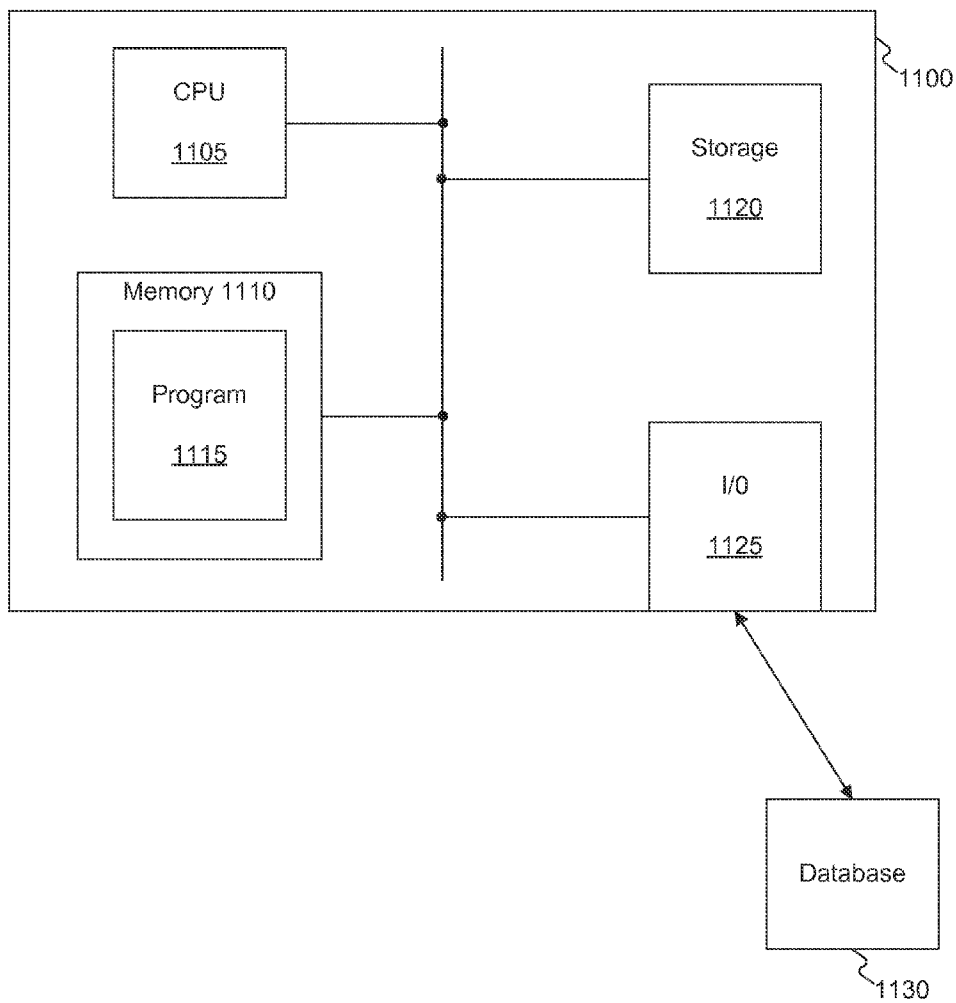 1100
CPU
1105
Storage
1120
Memory 1110
Program
1115
I/0
1125
Database
1130